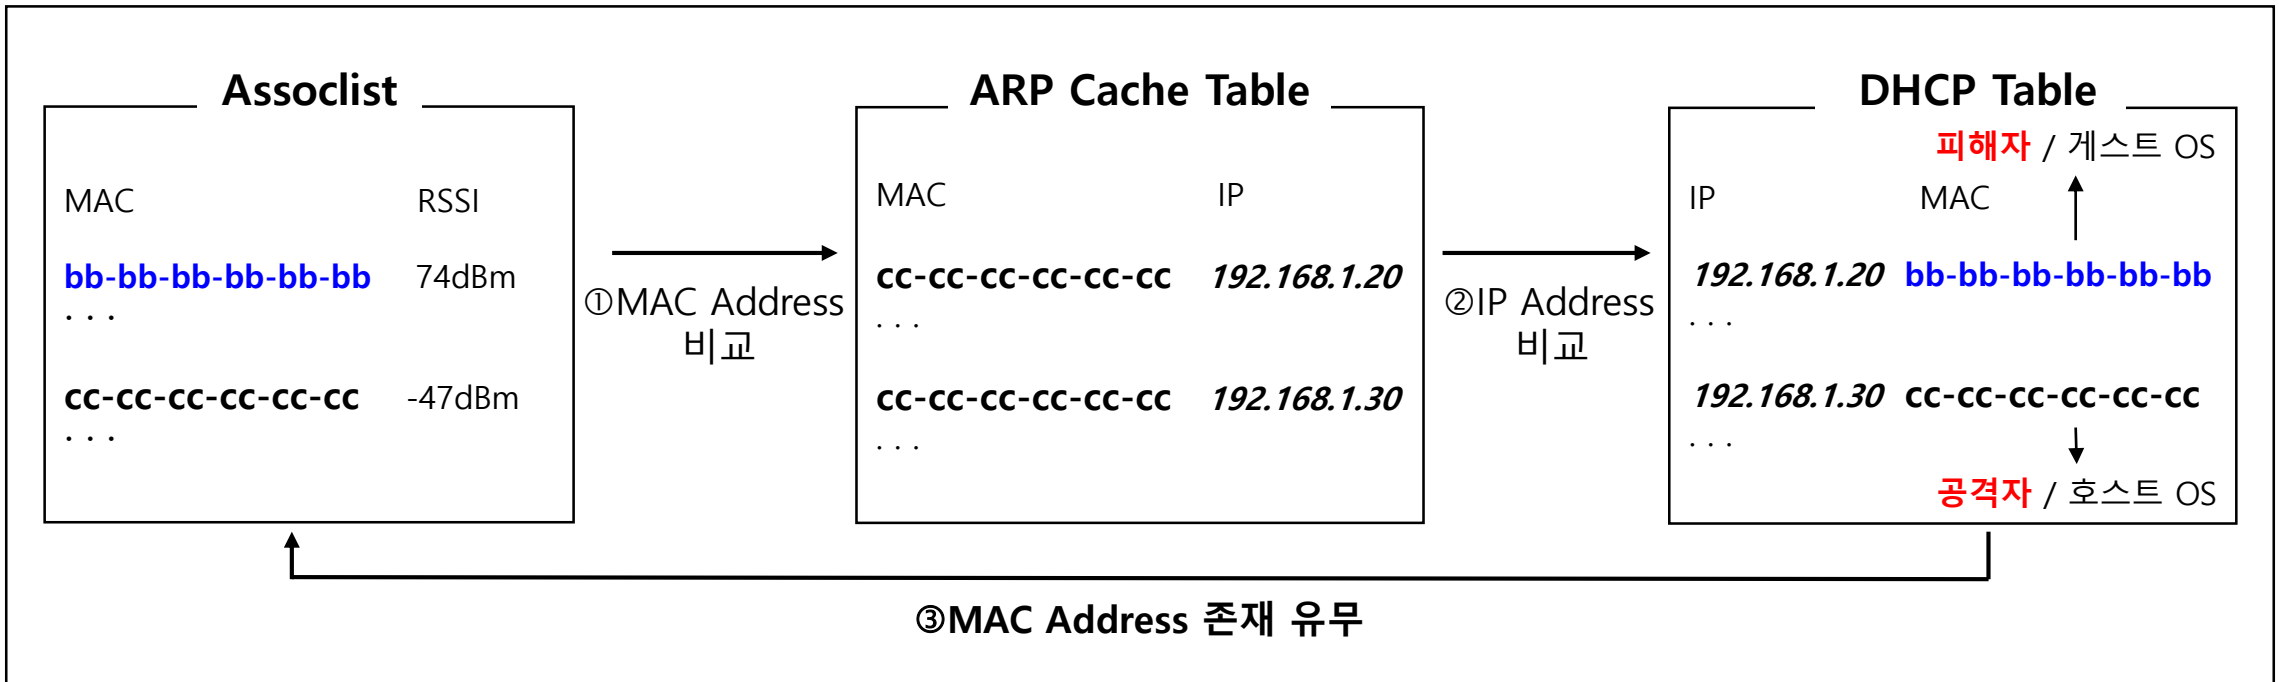 Assoclist
MAC RSSI
bb-bb-bb-bb-bb-bb 74dBm
. . .
cc-cc-cc-cc-cc-cc -47dBm
. . .
①MAC Address
비교
ARP Cache Table
MAC IP
cc-cc-cc-cc-cc-cc 192.168.1.20
. . .
cc-cc-cc-cc-cc-cc 192.168.1.30
. . .
②IP Address
비교
DHCP Table
피해자 / 게스트 OS
IP MAC
192.168.1.20 bb-bb-bb-bb-bb-bb
. . .
192.168.1.30 cc-cc-cc-cc-cc-cc
. . .
공격자 / 호스트 OS
③MAC Address 존재 유무